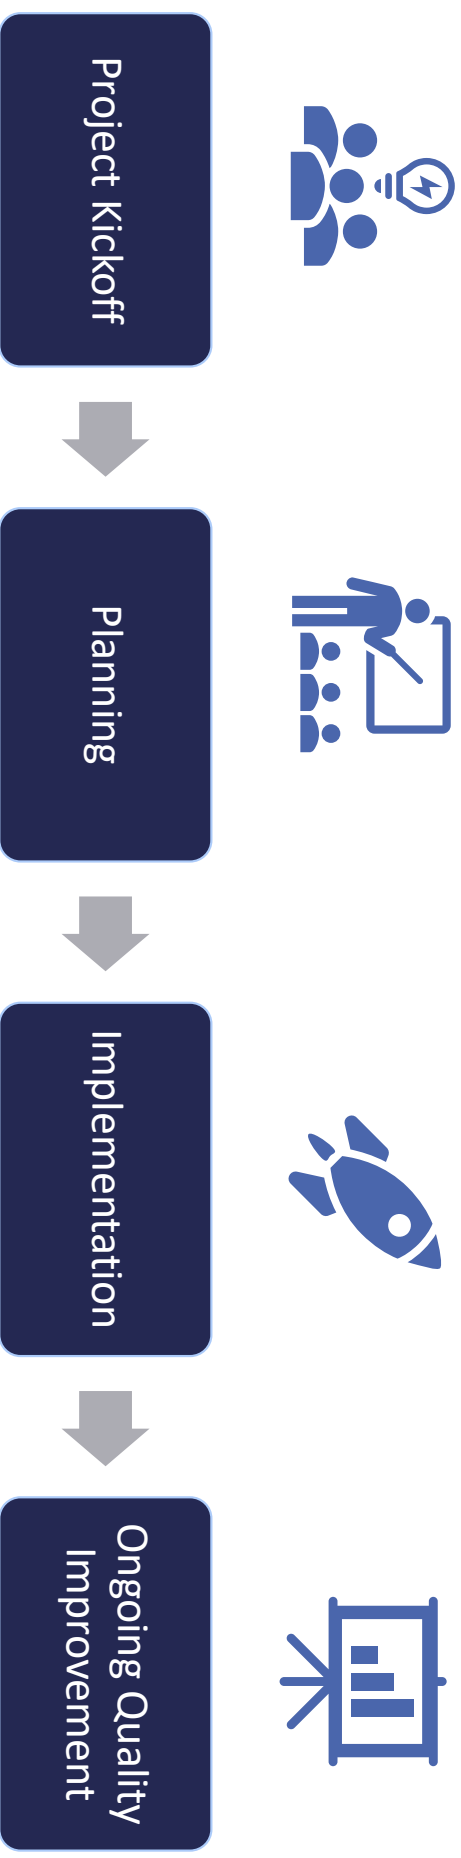 Project Kickoff
Planning
Implementation
Ongoing Quality
Improvement